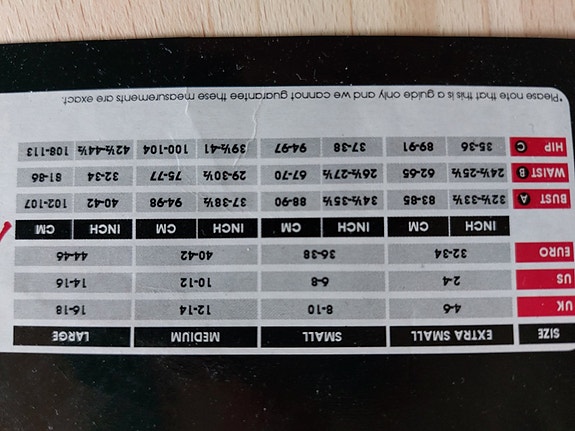 SIZE EXTRA SMALL SMALL MEDIUM LARGE
UK 4-6 8-10 12-14 16-18
US 2-4 6-8 10-12 14-16
EURO 32-34 36-38 40-42 44-46
INCH CM INCH CM INCH CM INCH CM
BUST A 32½-33½ 83-85 34½-35½ 88-90 37-38½ 94-98 40-42 102-107
WAIST B 24½-25½ 62-65 26½-27½ 67-70 29-30½ 75-77 32-34 81-86
HIP C 35-36 89-91 37-38 94-97 39½-41 100-104 42½-44½ 108-113
*Please note that this is a guide only and we cannot guarantee these measurements are exact.